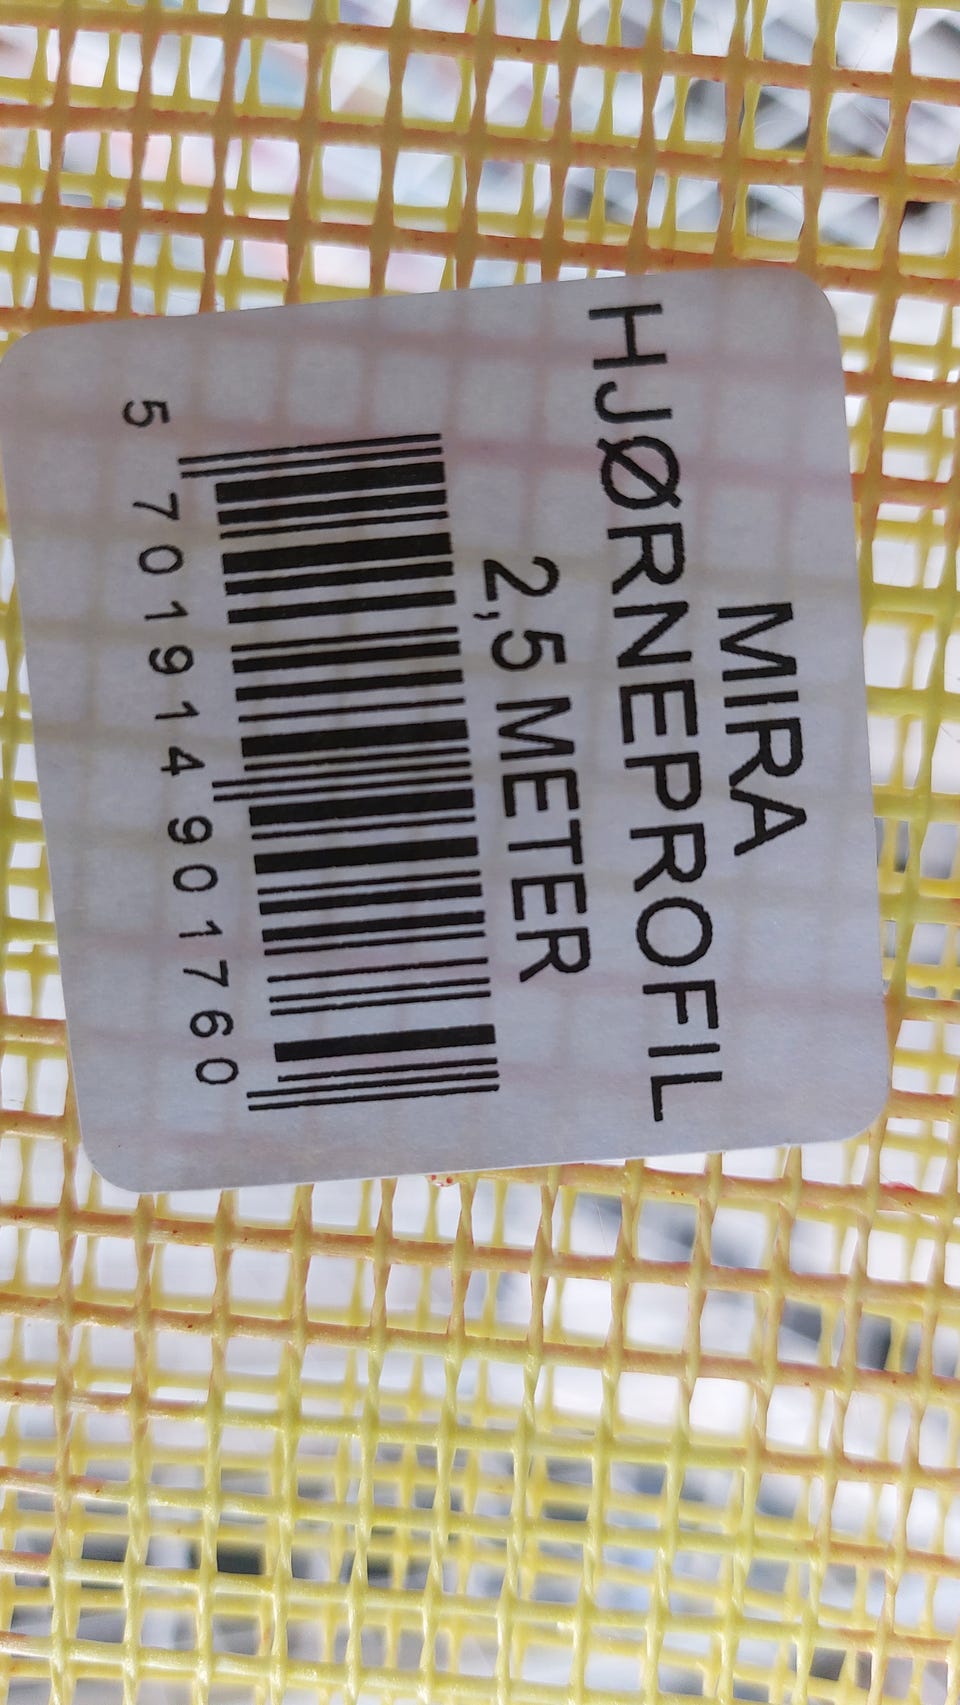 MIRA
HJØRNEPROFIL
2,5 METER
5 701914 901760